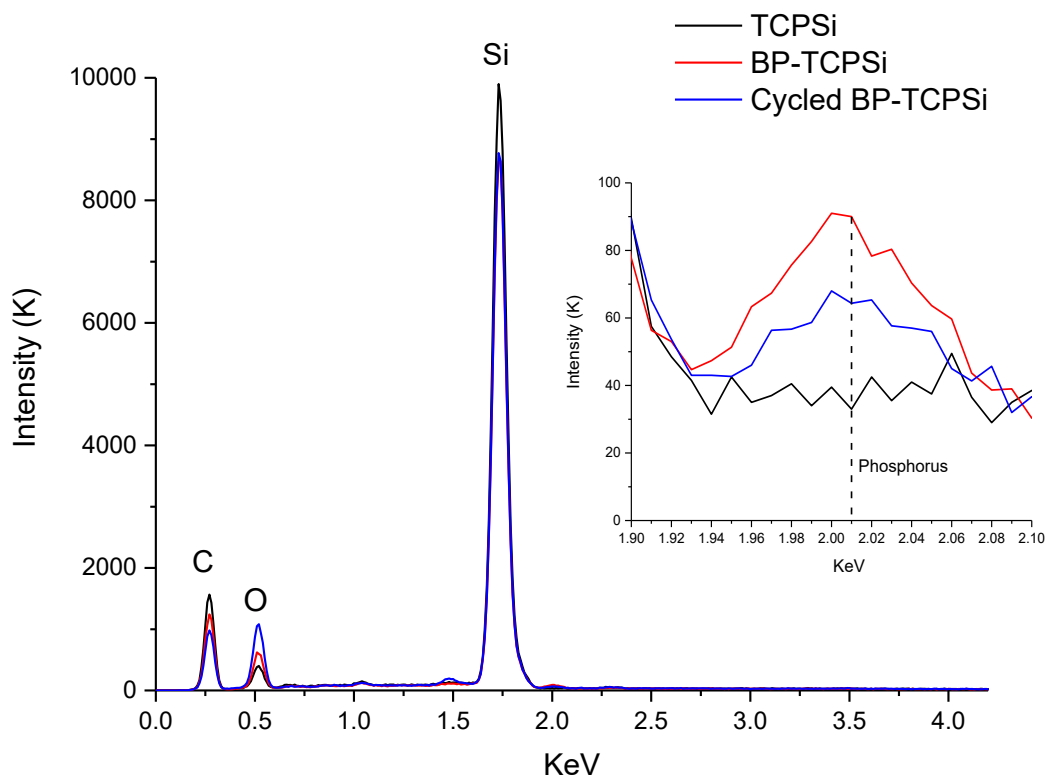 TCPSi
BP-TCPSi
Cycled BP-TCPSi
Si
C
O
Intensity (K)
10000
8000
6000
4000
2000
0
0.0 0.5 1.0 1.5 2.0 2.5 3.0 3.5 4.0
KeV
Intensity (K)
100
80
60
40
20
0
Phosphorus
1.90 1.92 1.94 1.96 1.98 2.00 2.02 2.04 2.06 2.08 2.10
KeV